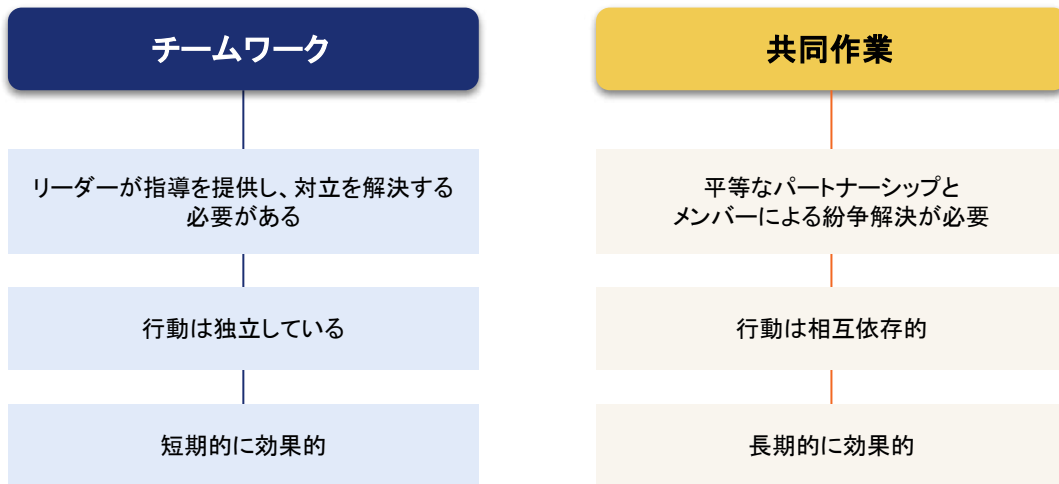 チームワーク
リーダーが指導を提供し、対立を解決する
必要がある
行動は独立している
短期的に効果的
共同作業
平等なパートナーシップと
メンバーによる紛争解決が必要
行動は相互依存的
長期的に効果的